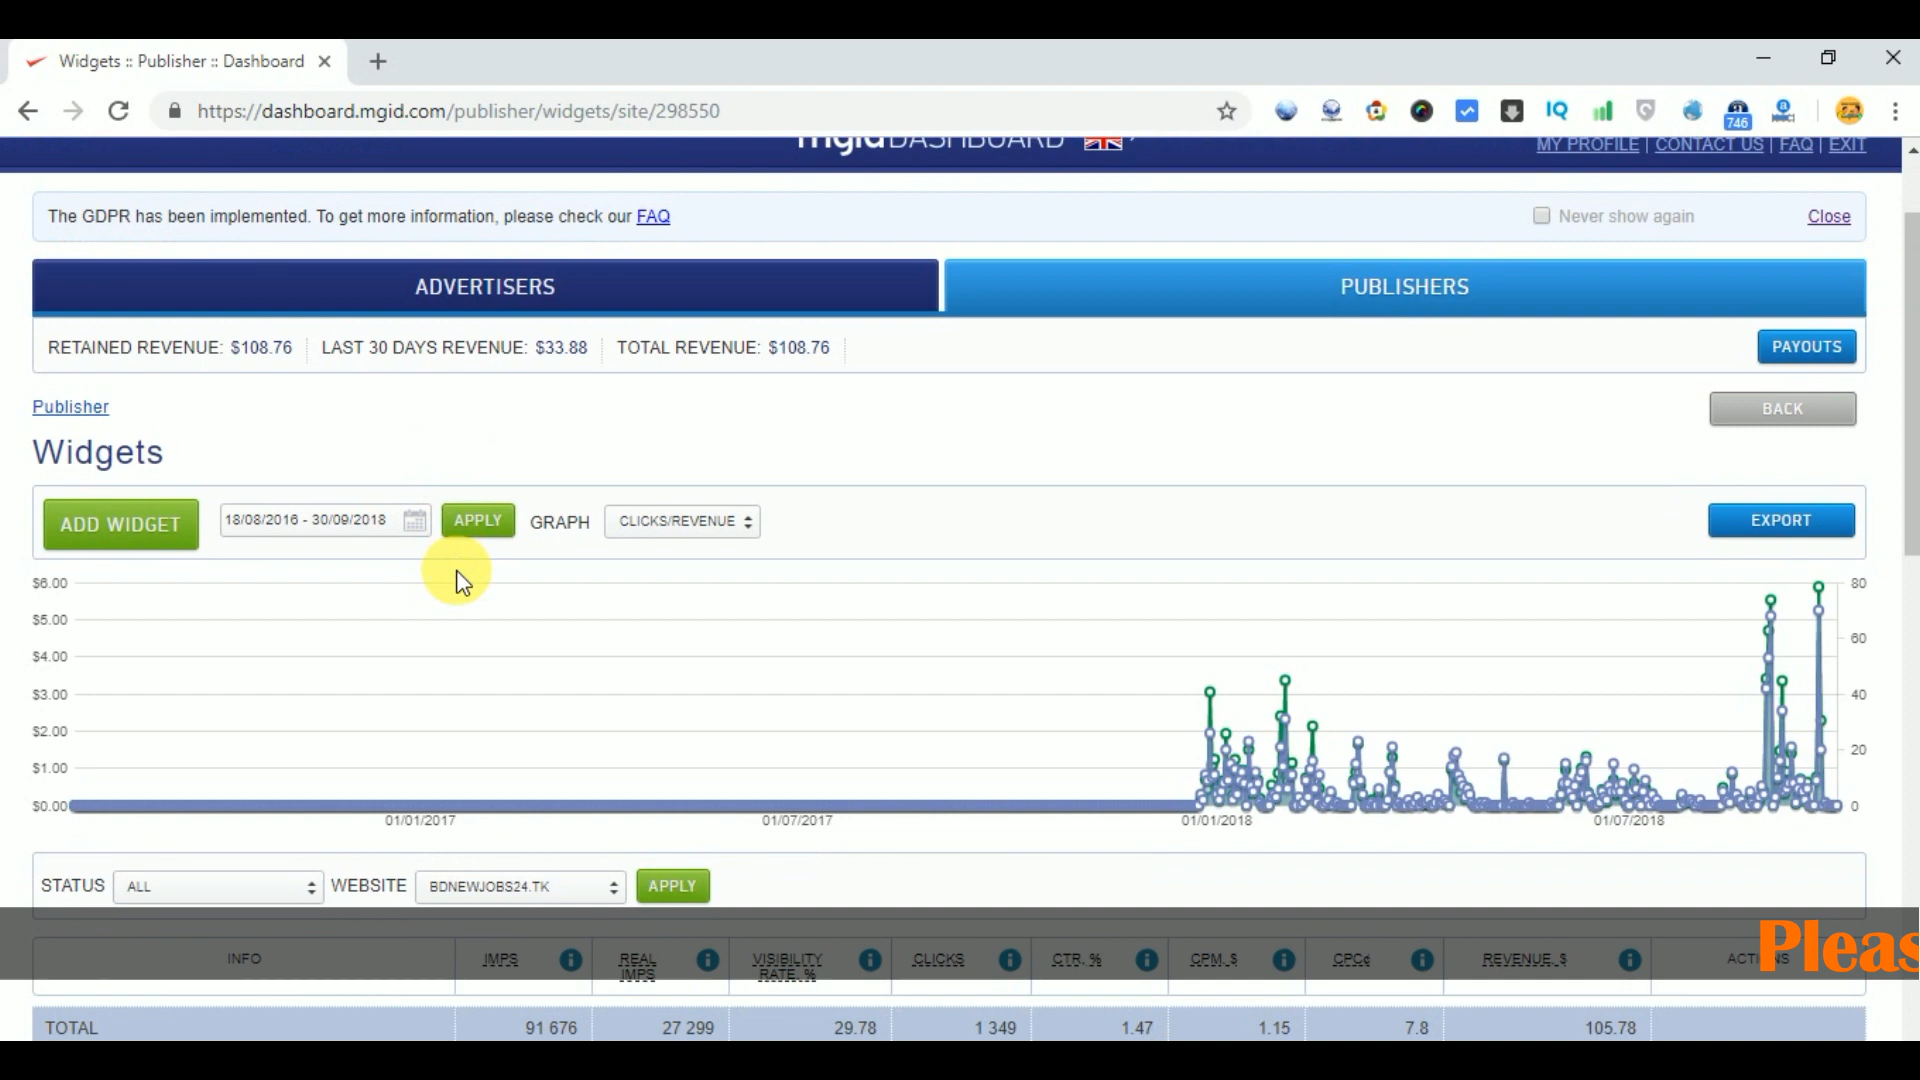 Widgets :: Publisher :: Dashboard
https://dashboard.mgid.com/publisher/widgets/site/298550
746
IQ
mgid DASHBOARD
MY PROFILE | CONTACT US | FAQ | EXIT
The GDPR has been implemented. To get more information, please check our FAQ
Never show again
Close
ADVERTISERS
PUBLISHERS
RETAINED REVENUE: $108.76
LAST 30 DAYS REVENUE: $33.88
TOTAL REVENUE: $108.76
PAYOUTS
Publisher
BACK
Widgets
ADD WIDGET
18/08/2016 - 30/09/2018
APPLY
GRAPH
CLICKS/REVENUE
EXPORT
$6.00
$5.00
$4.00
$3.00
$2.00
$1.00
$0.00
80
60
40
20
0
01/01/2017
01/07/2017
01/01/2018
01/07/2018
STATUS
ALL
WEBSITE
BDNEWJOBS24.TK
APPLY
Pleas
INFO
IMPS
REAL
IMPS
VISIBILITY
RATE, %
CLICKS
CTR, %
CPM, $
CPC¢
REVENUE, $
ACTIONS
TOTAL
91 676
27 299
29.78
1 349
1.47
1.15
7.8
105.78